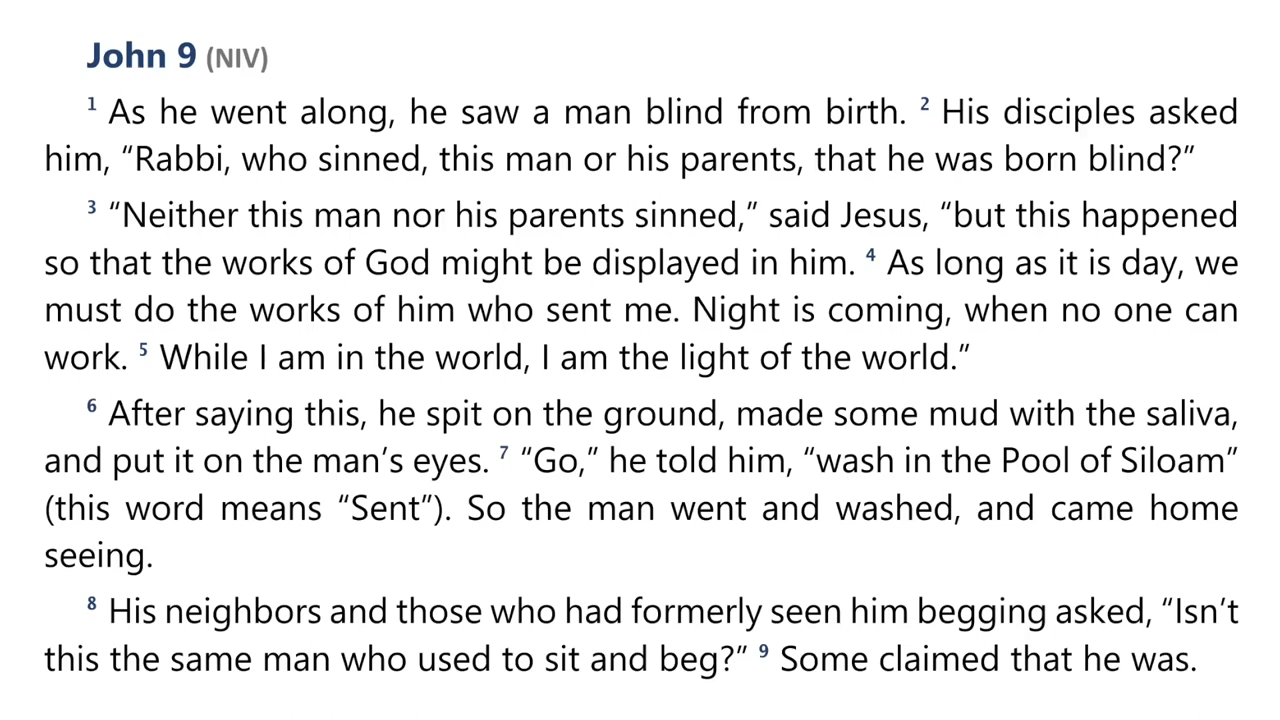 John 9 (NIV)
1 As he went along, he saw a man blind from birth. 2 His disciples asked
him, “Rabbi, who sinned, this man or his parents, that he was born blind?”
3 “Neither this man nor his parents sinned,” said Jesus, “but this happened
so that the works of God might be displayed in him. 4 As long as it is day, we
must do the works of him who sent me. Night is coming, when no one can
work. 5 While I am in the world, I am the light of the world.”
6 After saying this, he spit on the ground, made some mud with the saliva,
and put it on the man’s eyes. 7 “Go,” he told him, “wash in the Pool of Siloam”
(this word means “Sent”). So the man went and washed, and came home
seeing.
8 His neighbors and those who had formerly seen him begging asked, “Isn’t
this the same man who used to sit and beg?” 9 Some claimed that he was.